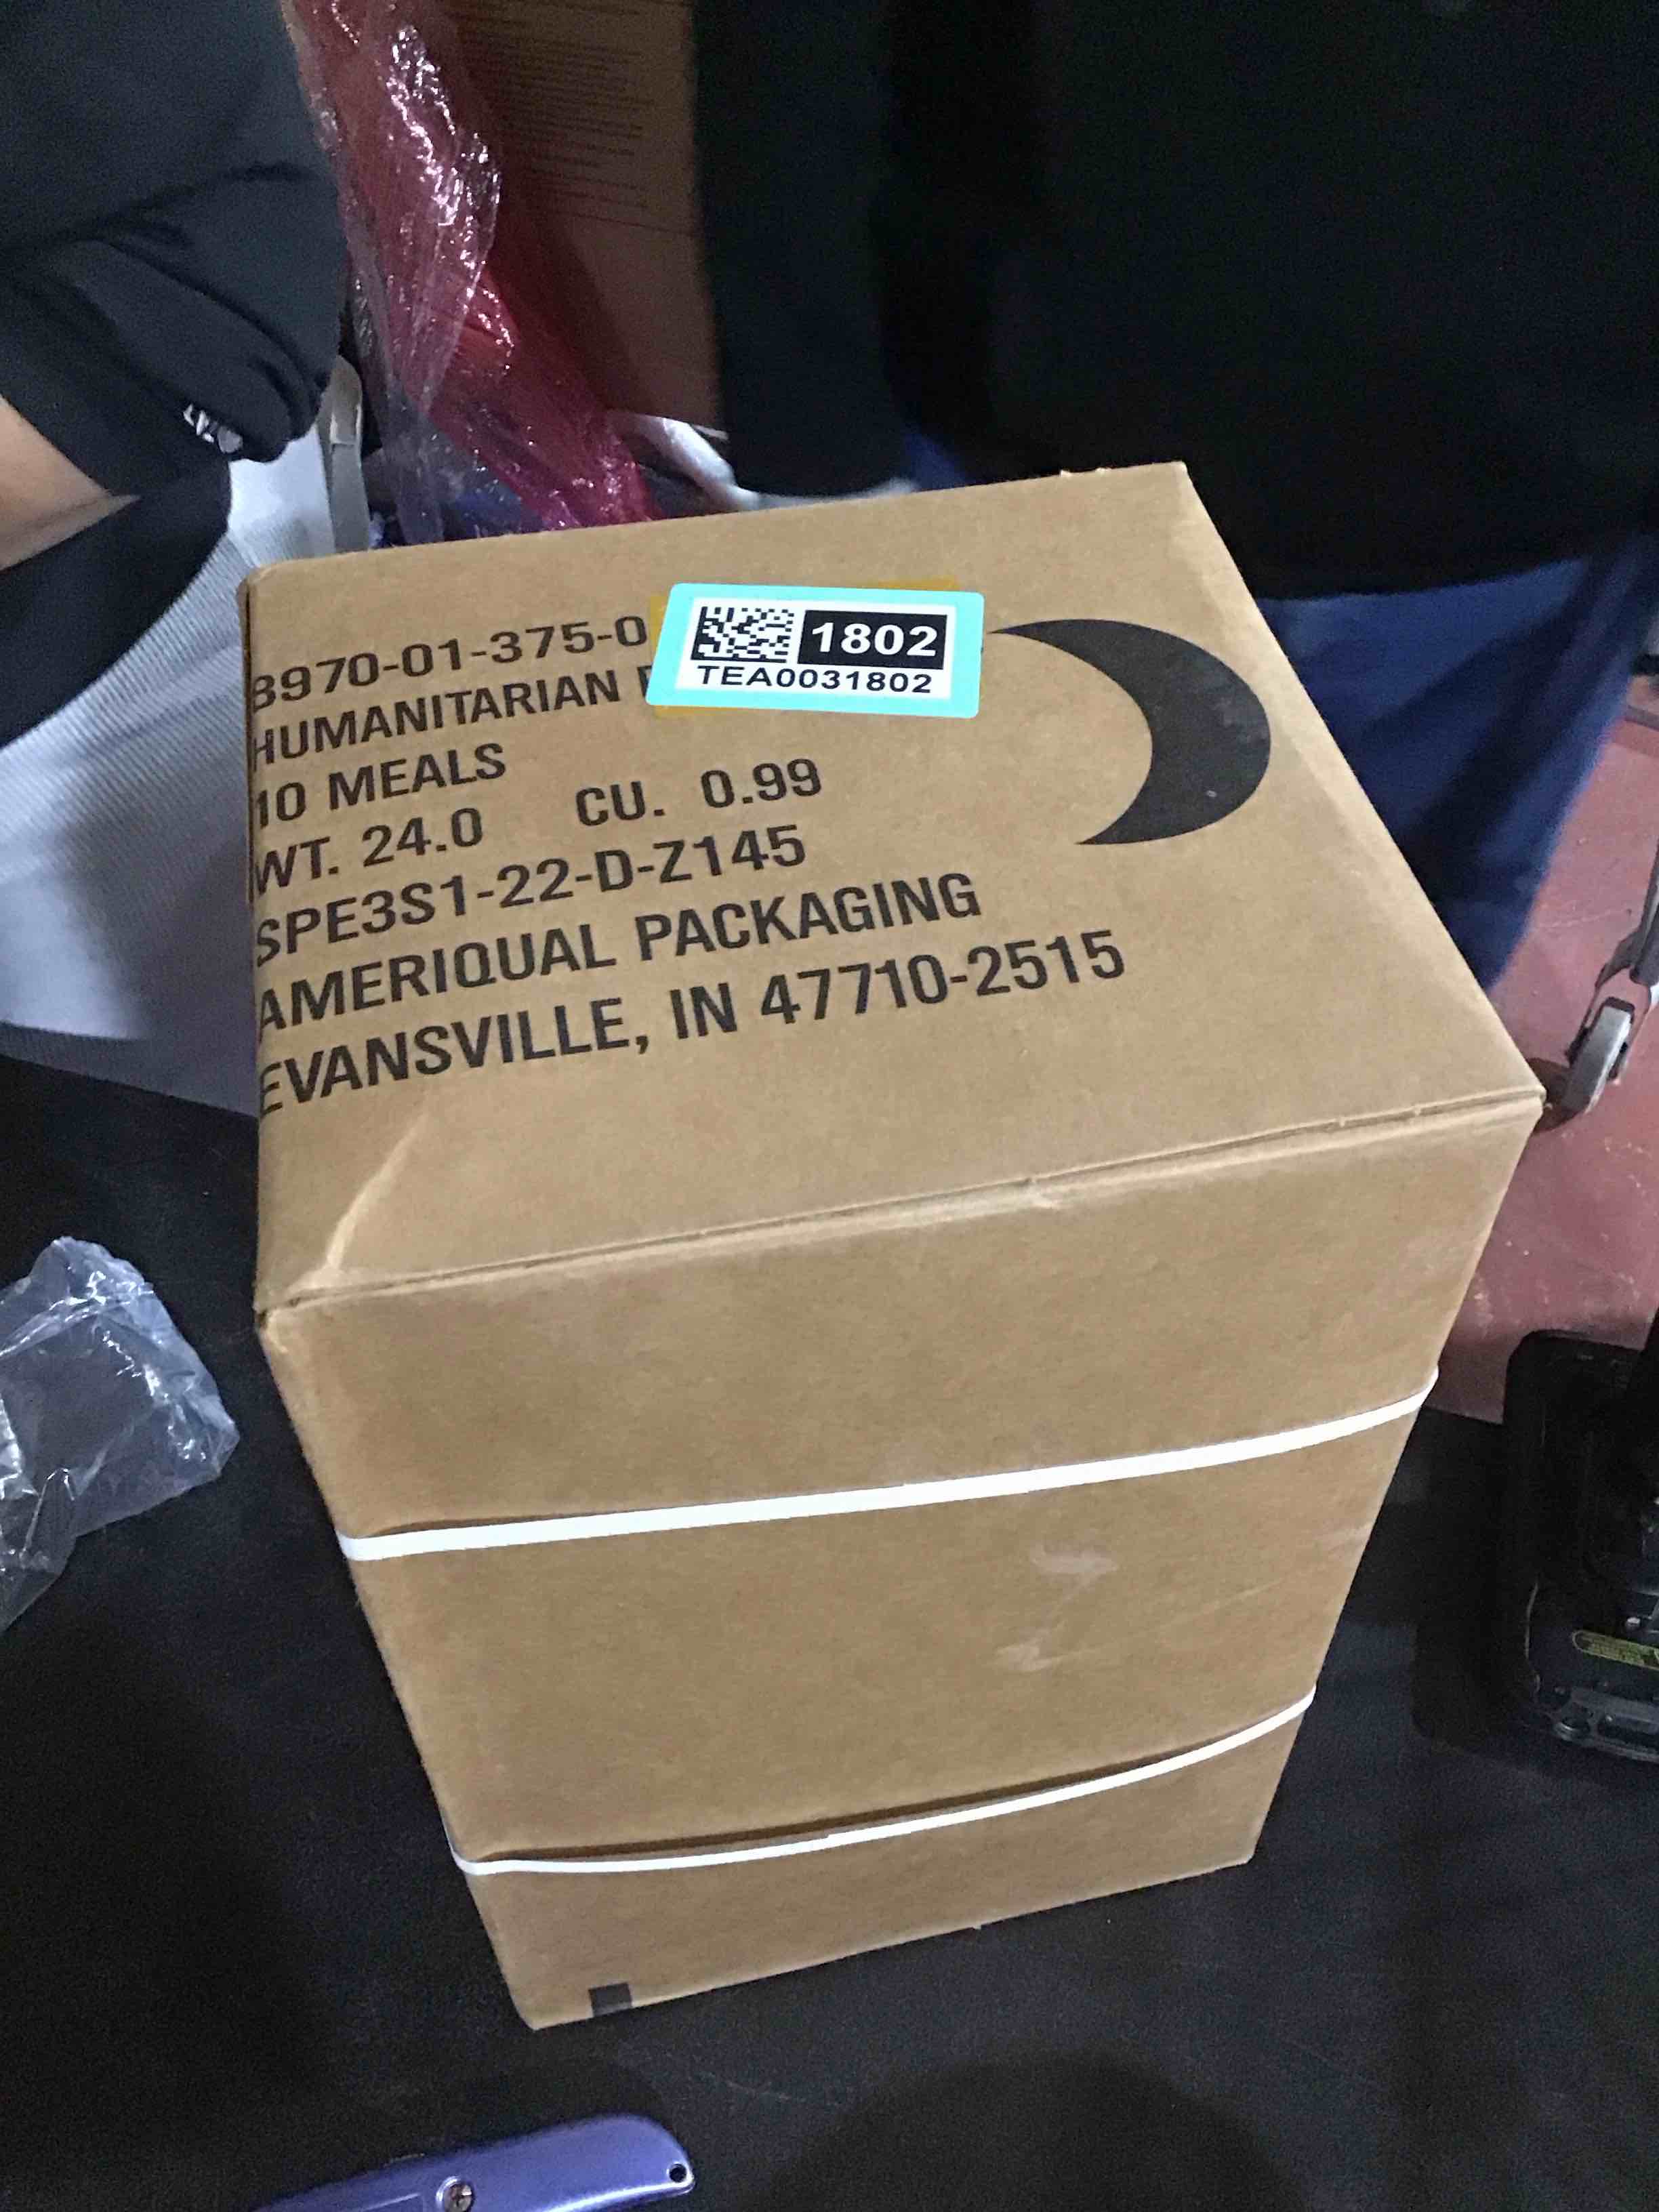 8970-01-375-0
HUMANITARIAN
10 MEALS
WT. 24.0 CU. 0.99
SPE3S1-22-D-Z145
AMERIQUAL PACKAGING
EVANSVILLE, IN 47710-2515
1802
TEA0031802